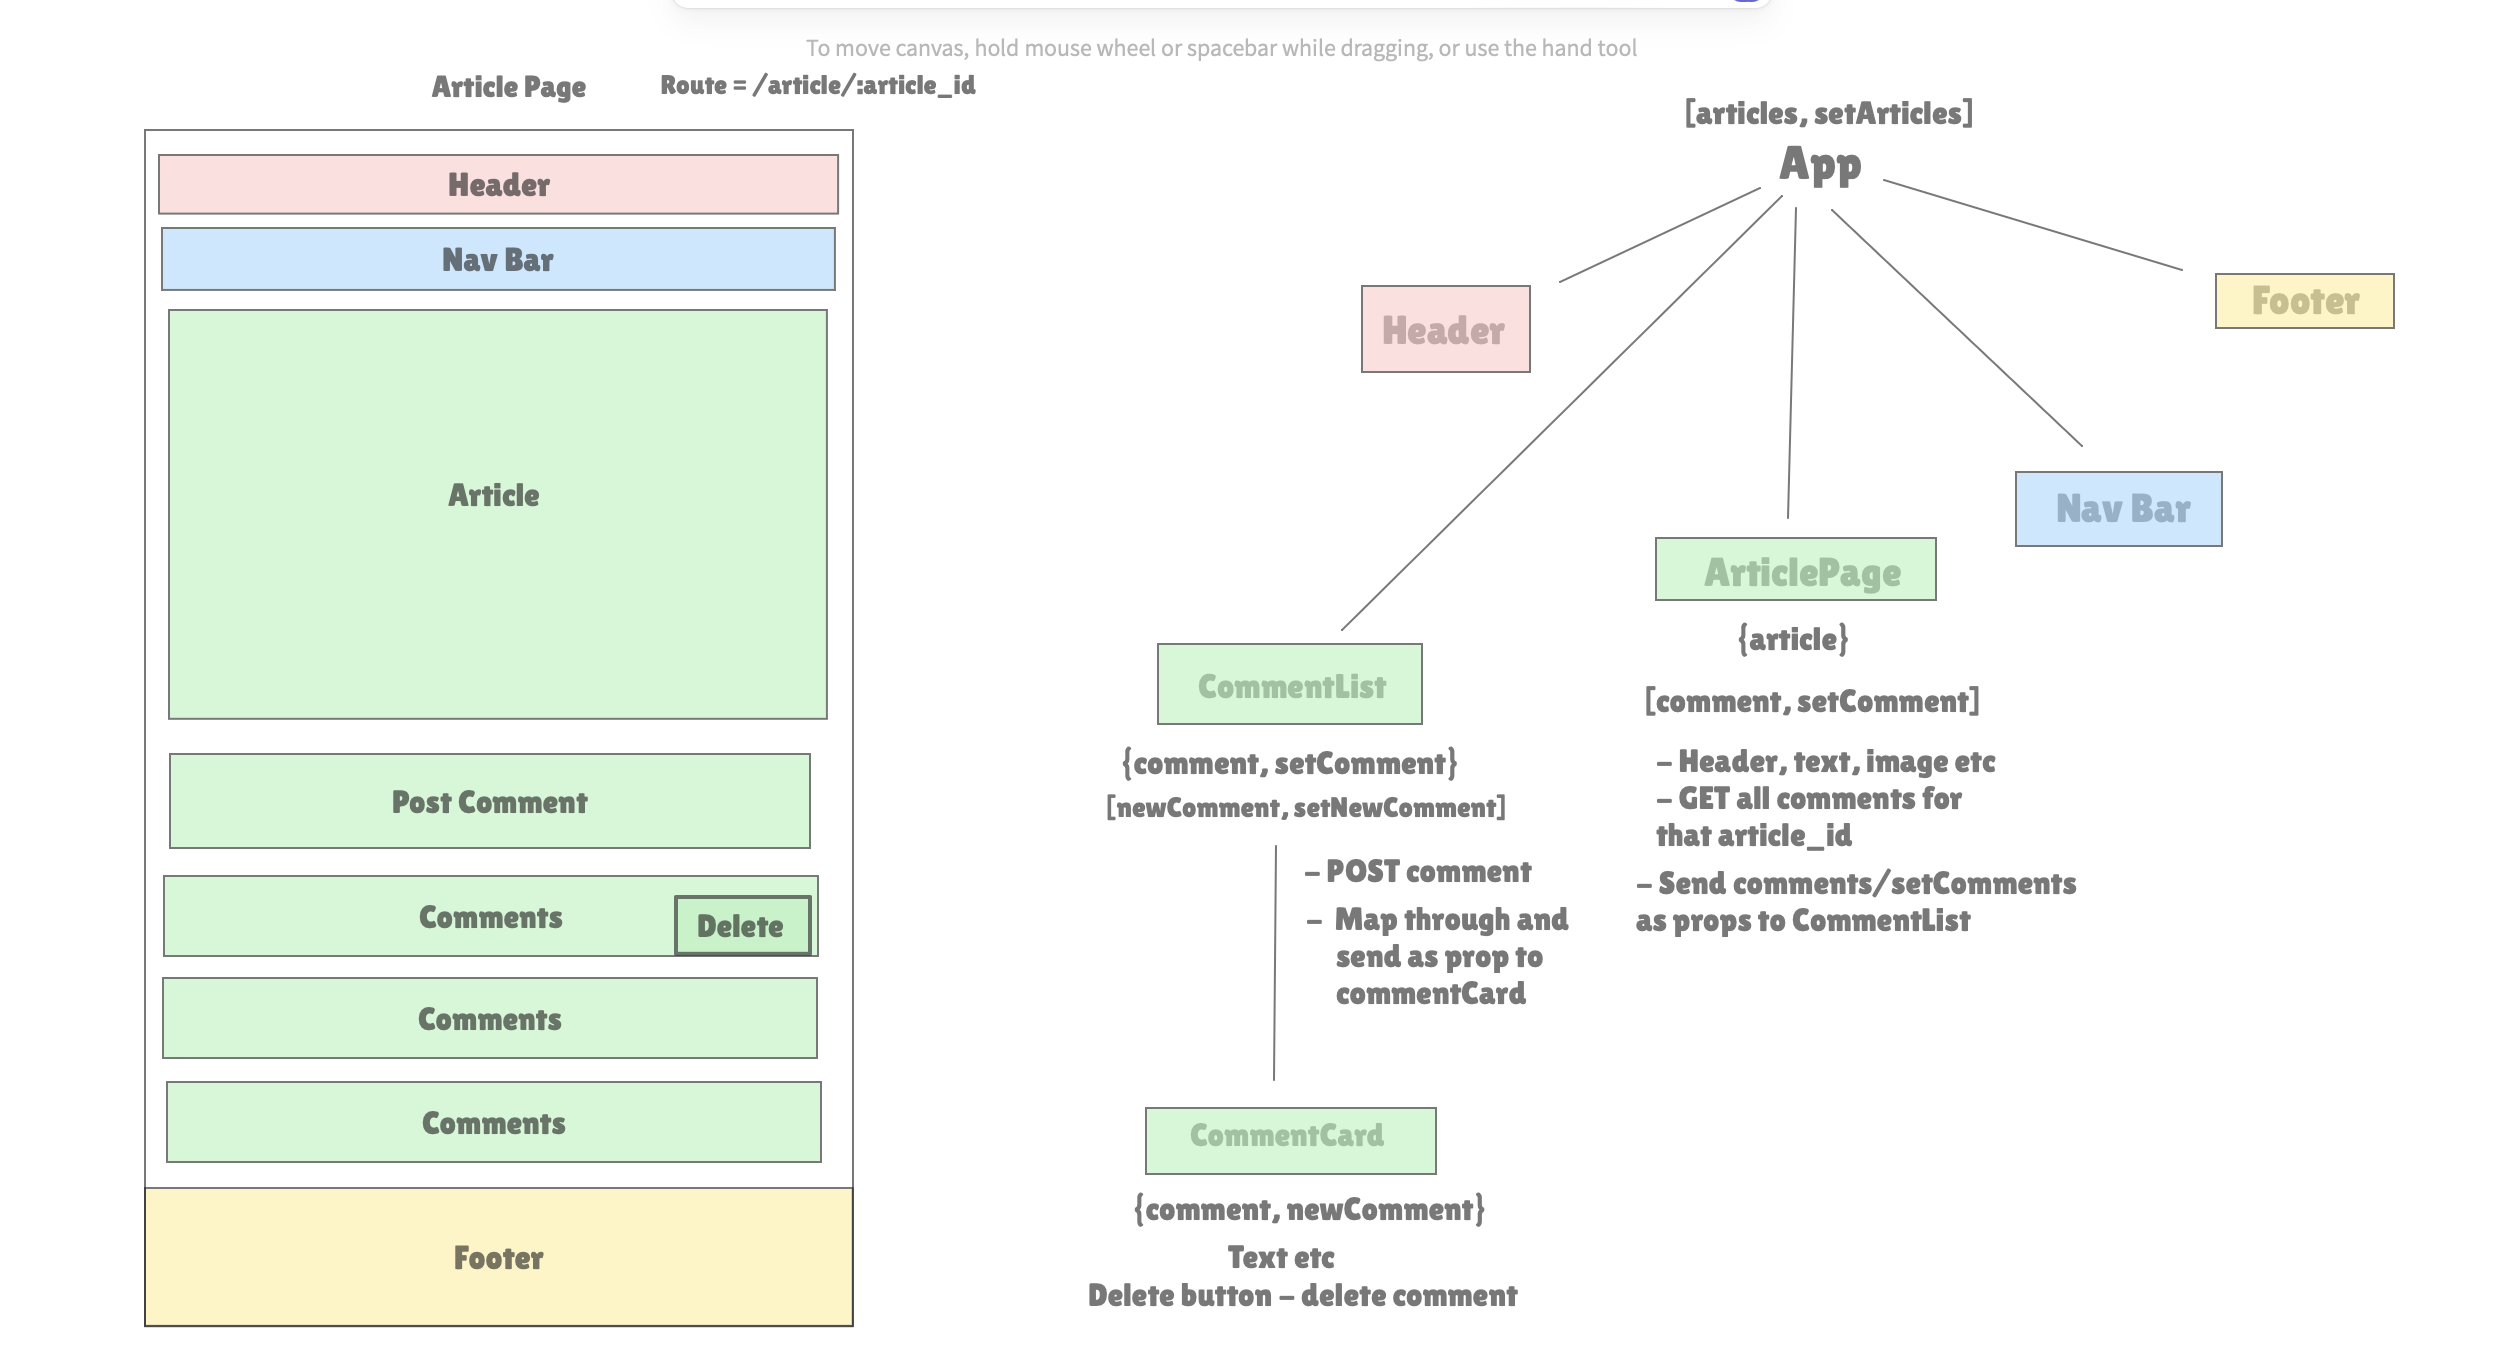 To move canvas, hold mouse wheel or spacebar while dragging, or use the hand tool
Article Page
Route = /article/:article_id
Header
Nav Bar
Article
Post Comment
Comments
Delete
Comments
Comments
Footer
[articles, setArticles]
App
Header
Footer
Nav Bar
ArticlePage
{article}
[comment, setComment]
– Header, text, image etc
– GET all comments for
that article_id
– Send comments/setComments
as props to CommentList
CommentList
{comment, setComment}
[newComment, setNewComment]
– POST comment
– Map through and
send as prop to
commentCard
CommentCard
{comment, newComment}
Text etc
Delete button – delete comment